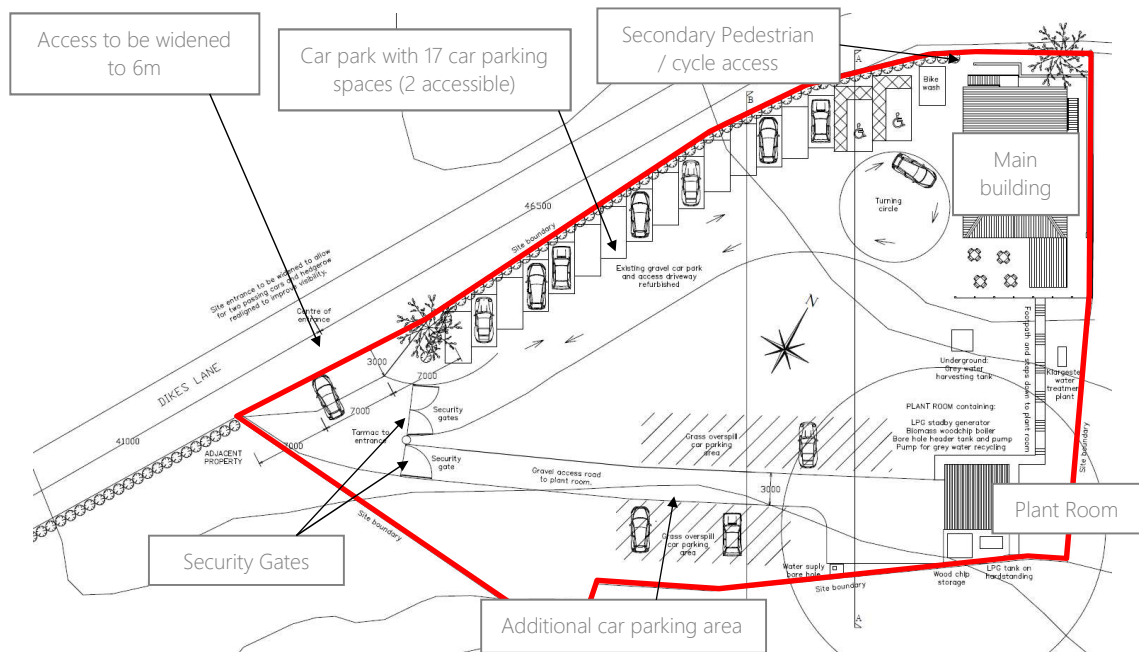 Access to be widened
to 6m
Car park with 17 car parking
spaces (2 accessible)
Secondary Pedestrian
/ cycle access
Bike
wash
Main
building
Turning
circle
A
B
46500
Site boundary
Site entrance to be widened to allow
for two passing cars and hedgerow
realigned to improve visibility.
Centre of
entrance
Existing gravel car park
and access driveway
refurbished
N
DIKES LANE
3000
7000
7000
7000
41000
Tarmac to
entrance
ADJACENT
PROPERTY
Security
gates
Security
gate
Underground:
Grey water
harvesting tank
Footpath and steps down to plant room
Klargester
water
treatment
plant
PLANT ROOM containing:
LPG stadby generator
Biomass woodchip boiler
Bore hole header tank and pump
Pump for grey water recycling
Site boundary
Grass overspill
car parking
area
Gravel access road
to plant room.
3000
Plant Room
Site boundary
Security Gates
Grass overspill
car parking
area
Water suply
bore hole
Wood chip
storage
LPG tank on
hardstanding
Site boundary
Additional car parking area
A